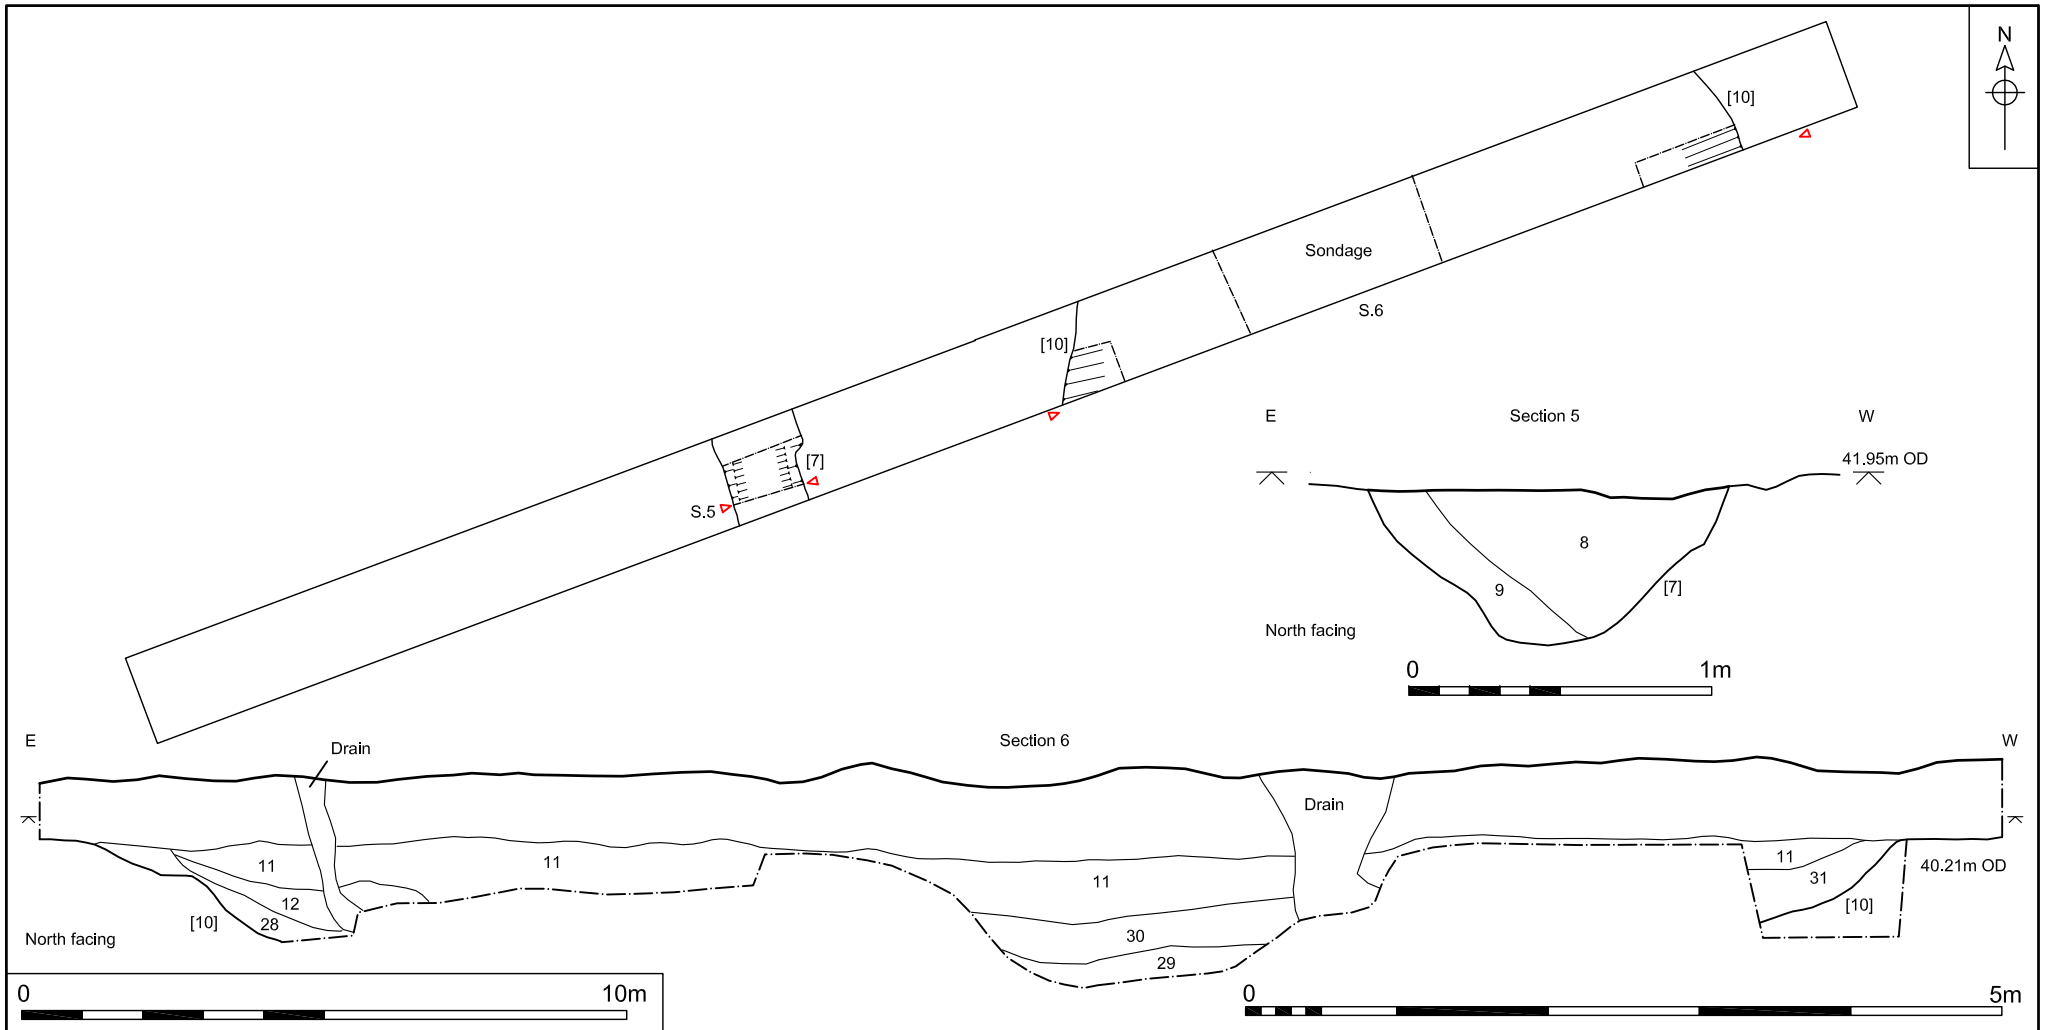 N
[10]
Sondage
S.6
[10]
[7]
S.5
E Section 5 W
41.95m OD
8
9
[7]
North facing
0 1m
E Section 6 W
Drain
Drain
11
11
11
11
12
28
[10]
30
29
31
[10]
40.21m OD
North facing
0 10m
0 5m